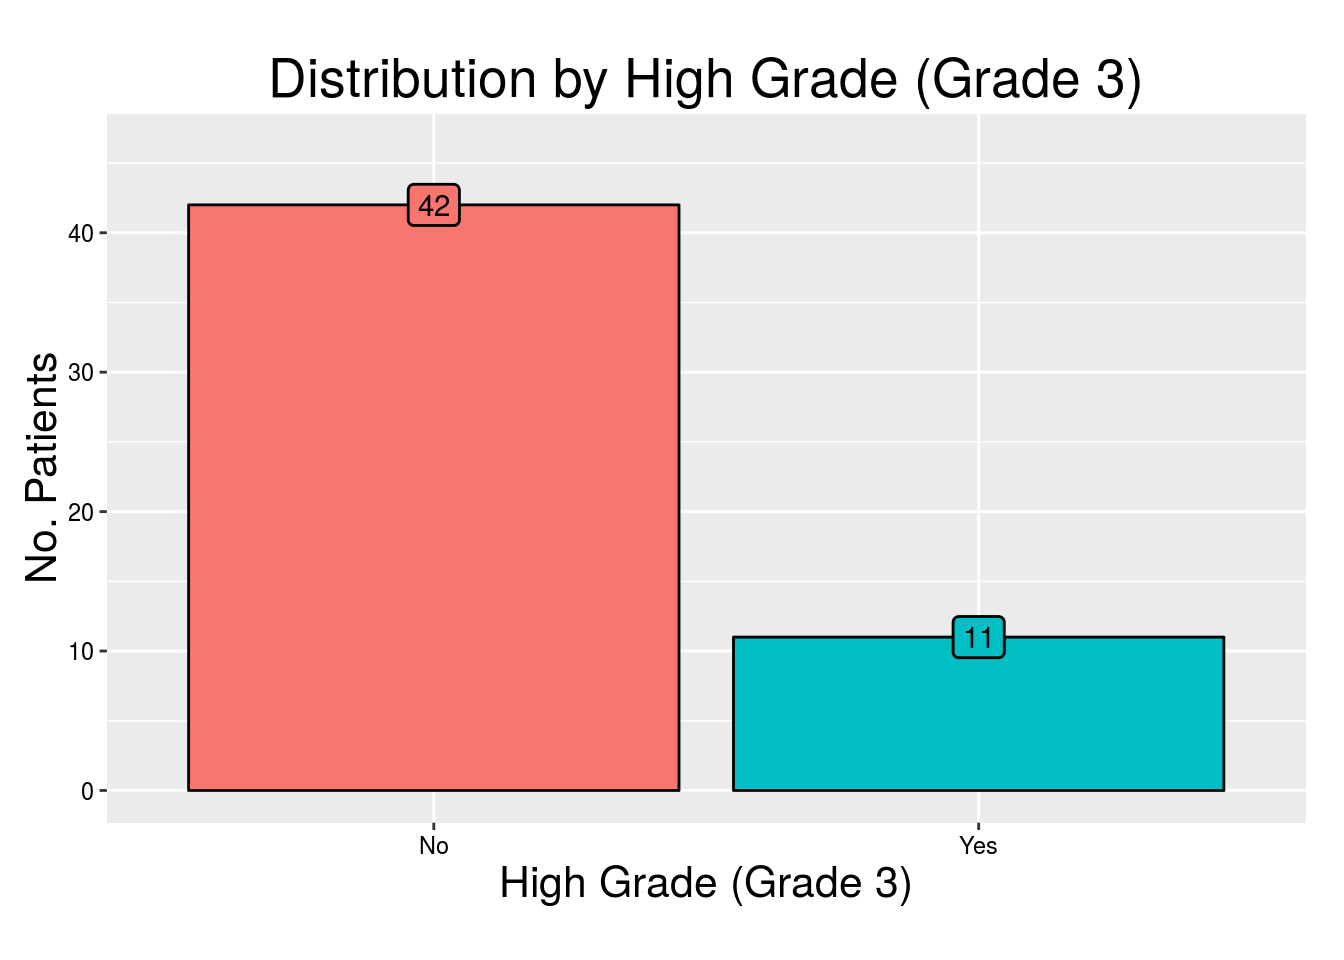 Distribution by High Grade (Grade 3)
No. Patients
40
30
20
10
0
42
11
No
Yes
High Grade (Grade 3)